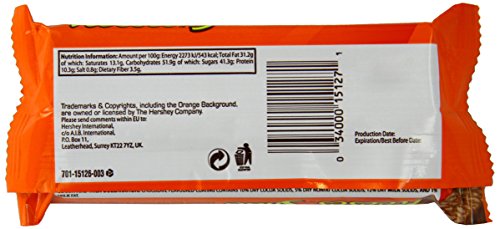 Nutrition Information: Amount per 100g: Energy 2273 kJ/543 kcal; Total Fat 31.2g
of which: Saturates 13.1g, Carbohydrates 51.9g of which: Sugars 41.3g; Protein
10.3g; Salt 0.8g; Dietary Fiber 3.5g.
Trademarks & Copyrights, including the Orange Background,
are owned or licensed by The Hershey Company.
Please send comments within EU to:
Hershey International,
c/o A.I.B. International,
P.O. Box 11,
Leatherhead, Surrey KT22 7YZ, UK.
701-15128-003
0 34000 15127 1
Production Date:
Expiration/Best Before Date: